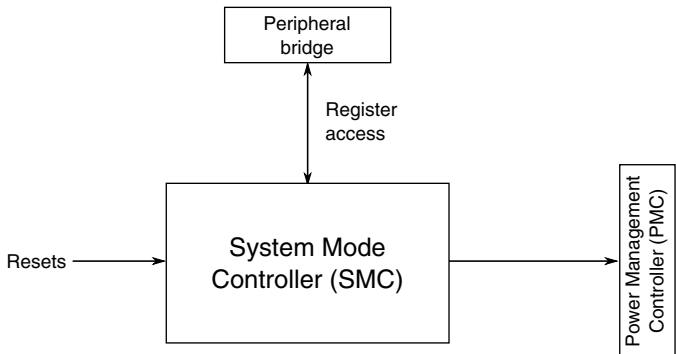 Peripheral
bridge
Register
access
Resets
System Mode
Controller (SMC)
Power Management
Controller (PMC)